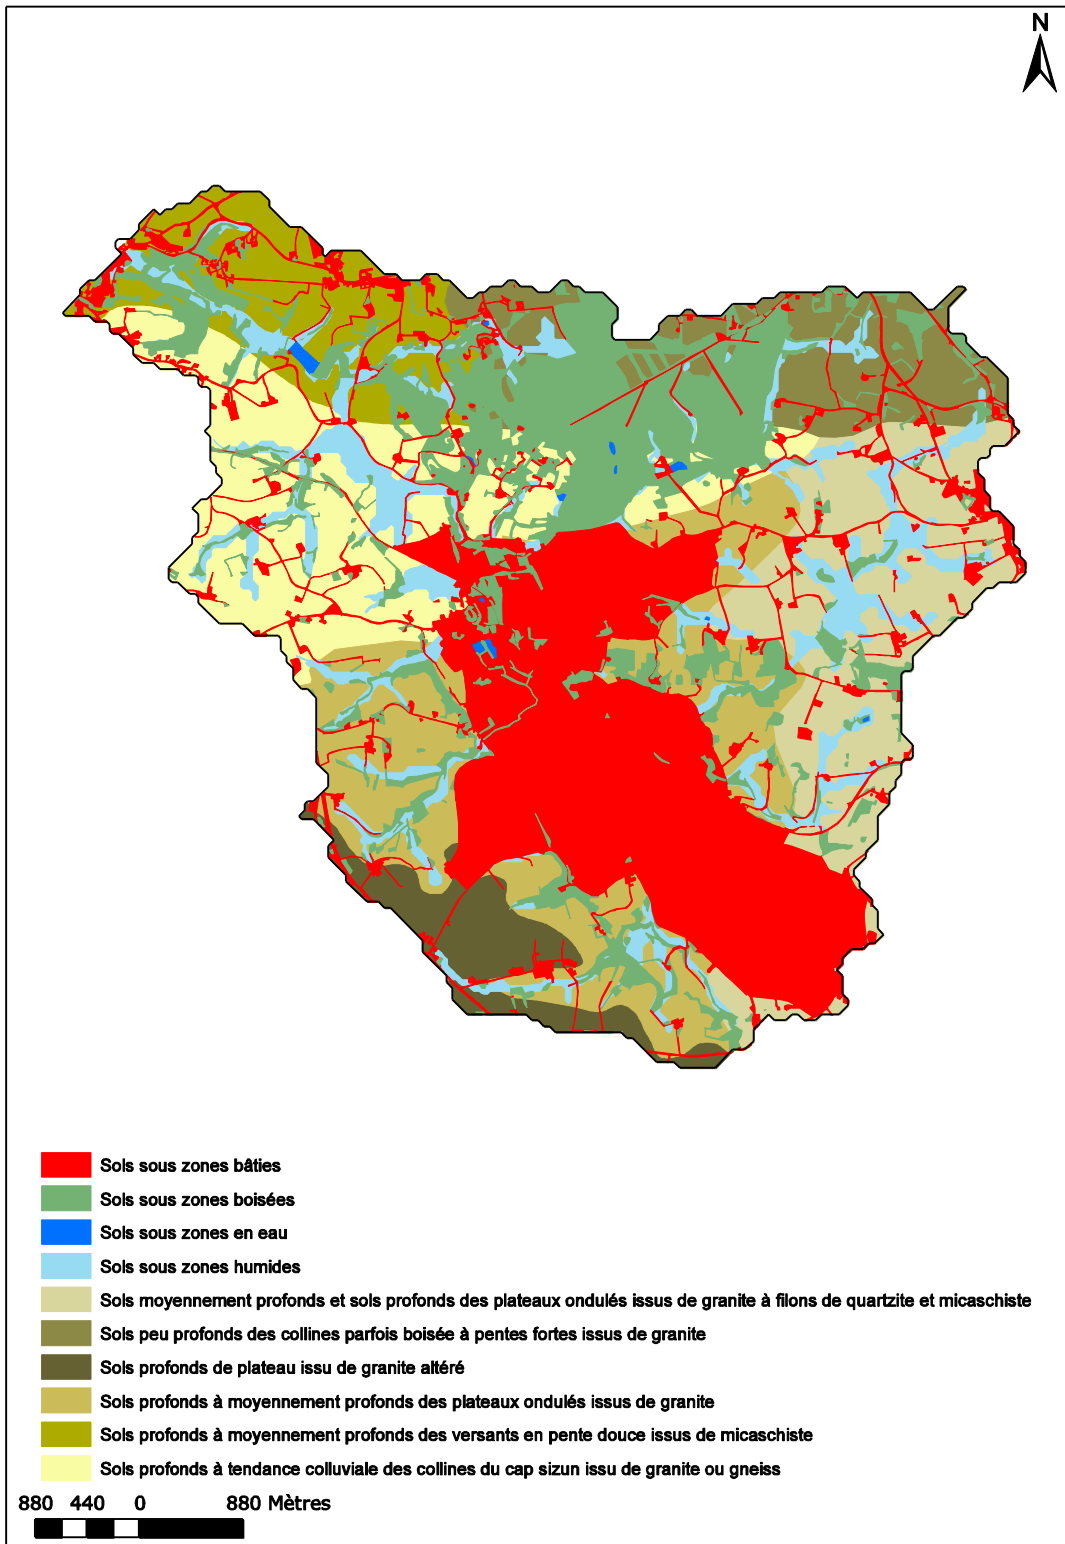 N
Sols sous zones bâties
Sols sous zones boisées
Sols sous zones en eau
Sols sous zones humides
Sols moyennement profonds et sols profonds des plateaux ondulés issus de granite à filons de quartzite et micaschiste
Sols peu profonds des collines parfois boisée à pentes fortes issus de granite
Sols profonds de plateau issu de granite altéré
Sols profonds à moyennement profonds des plateaux ondulés issus de granite
Sols profonds à moyennement profonds des versants en pente douce issus de micaschiste
Sols profonds à tendance colluviale des collines du cap sizun issu de granite ou gneiss
880 440 0 880 Mètres